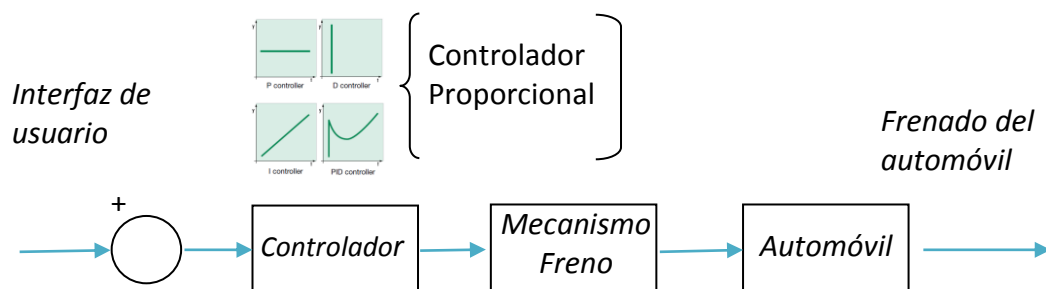 Interfaz de
usuario
y
t
P controller
y
t
D controller
y
t
I controller
y
t
PID controller
Controlador
Proporcional
Frenado del
automóvil
+
Controlador
Mecanismo
Freno
Automóvil